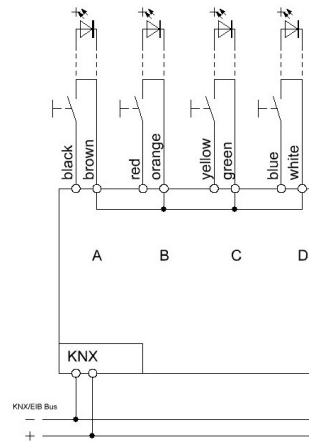 black
brown
red
orange
yellow
green
blue
white
A
B
C
D
KNX
KNX/EIB Bus
−
+